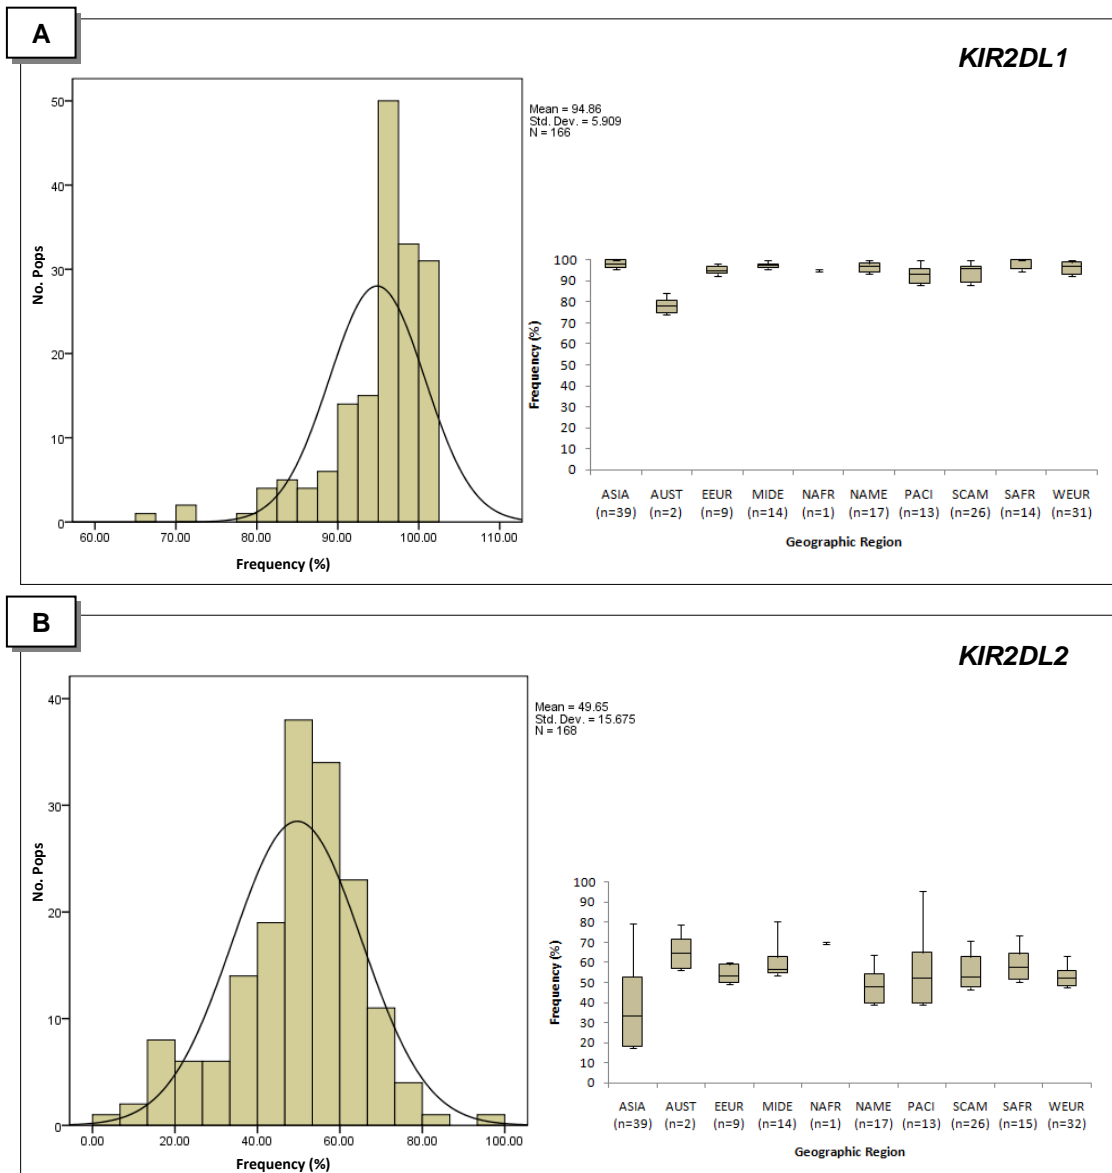 A
KIR2DL1
Mean = 94.86
Std. Dev. = 5.909
N = 166
No. Pops
50
40
30
20
10
0
60.00 70.00 80.00 90.00 100.00 110.00
Frequency (%)
Frequency (%)
100
90
80
70
60
50
40
30
20
10
0
ASIA AUST EEUR MIDE NAFR NAME PACI SCAM SAFR WEUR
(n=39) (n=2) (n=9) (n=14) (n=1) (n=17) (n=13) (n=26) (n=14) (n=31)
Geographic Region
B
KIR2DL2
Mean = 49.65
Std. Dev. = 15.675
N = 168
No. Pops
40
30
20
10
0
0.00 20.00 40.00 60.00 80.00 100.00
Frequency (%)
Frequency (%)
100
90
80
70
60
50
40
30
20
10
0
ASIA AUST EEUR MIDE NAFR NAME PACI SCAM SAFR WEUR
(n=39) (n=2) (n=9) (n=14) (n=1) (n=17) (n=13) (n=26) (n=15) (n=32)
Geographic Region